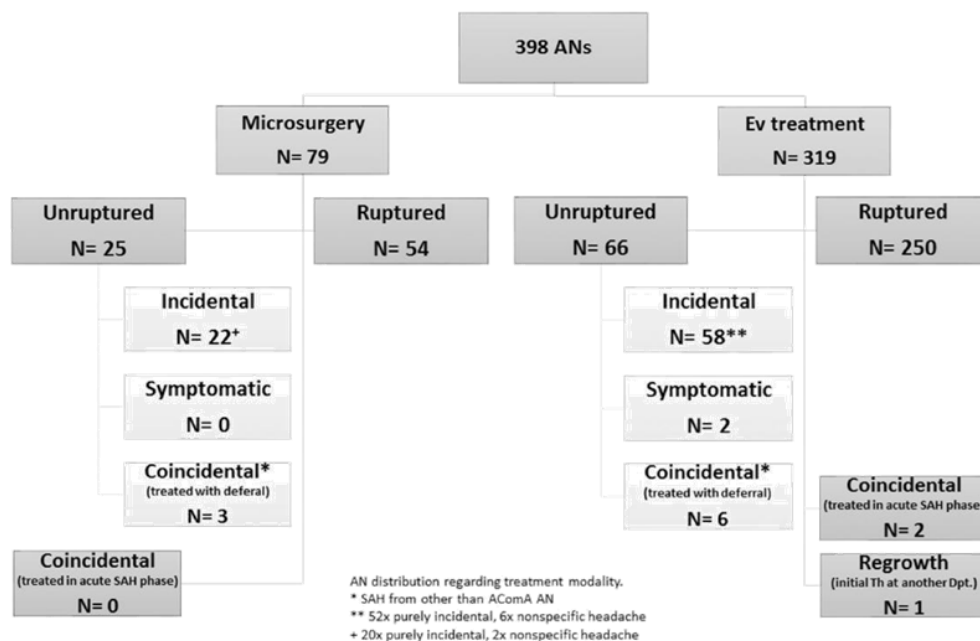 398 ANs
Microsurgery
N= 79
Ev treatment
N= 319
Unruptured
N= 25
Ruptured
N= 54
Unruptured
N= 66
Ruptured
N= 250
Incidental
N= 22⁺
Incidental
N= 58**
Symptomatic
N= 0
Symptomatic
N= 2
Coincidental*
(treated with deferal)
N= 3
Coincidental*
(treated with deferral)
N= 6
Coincidental
(treated in acute SAH phase)
N= 0
Coincidental
(treated in acute SAH phase)
N= 2
Regrowth
(initial Th at another Dpt.)
N= 1
AN distribution regarding treatment modality.
* SAH from other than AComA AN
** 52x purely incidental, 6x nonspecific headache
+ 20x purely incidental, 2x nonspecific headache